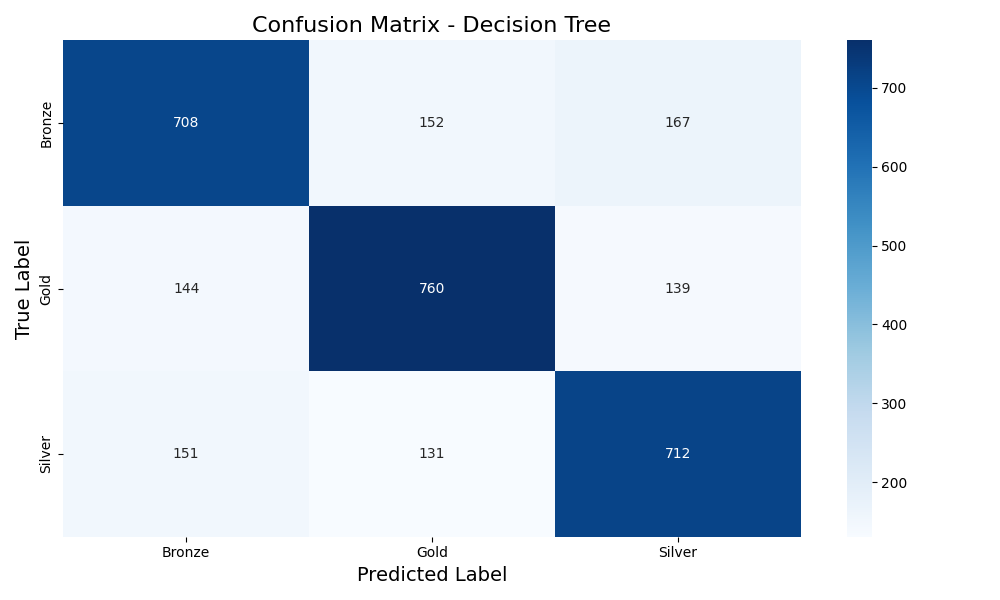 Confusion Matrix - Decision Tree
True Label
Bronze
708
152
167
Gold
144
760
139
Silver
151
131
712
Bronze
Gold
Silver
Predicted Label
700
600
500
400
300
200